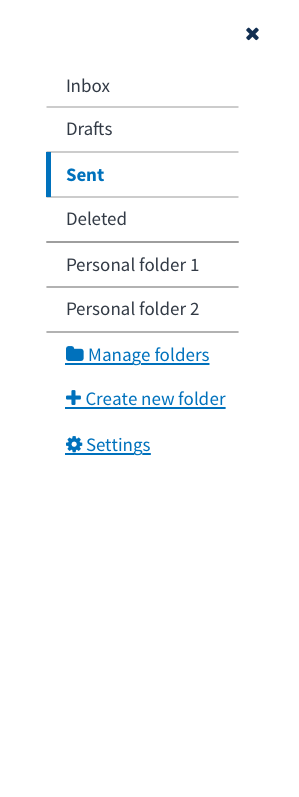 Inbox
Drafts
Sent
Deleted
Personal folder 1
Personal folder 2
Manage folders
Create new folder
Settings